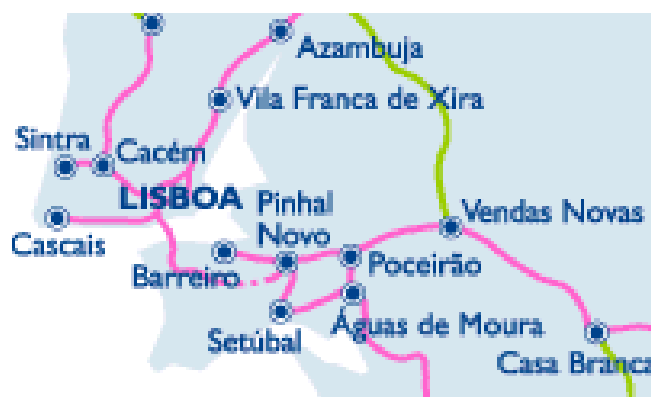 Azambuja
Vila Franca de Xira
Sintra
Cacém
LISBOA
Pinhal
Novo
Vendas Novas
Cascais
Barreiro
Poceirão
Setúbal
Águas de Moura
Casa Branca